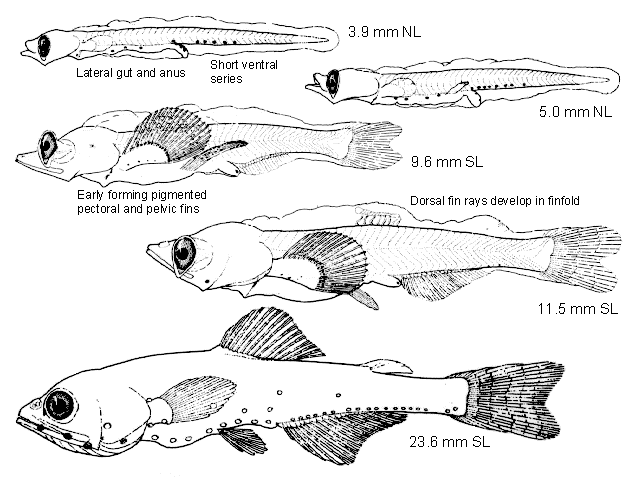 3.9 mm NL
Lateral gut and anus
Short ventral
series
5.0 mm NL
9.6 mm SL
Early forming pigmented
pectoral and pelvic fins
Dorsal fin rays develop in finfold
11.5 mm SL
23.6 mm SL